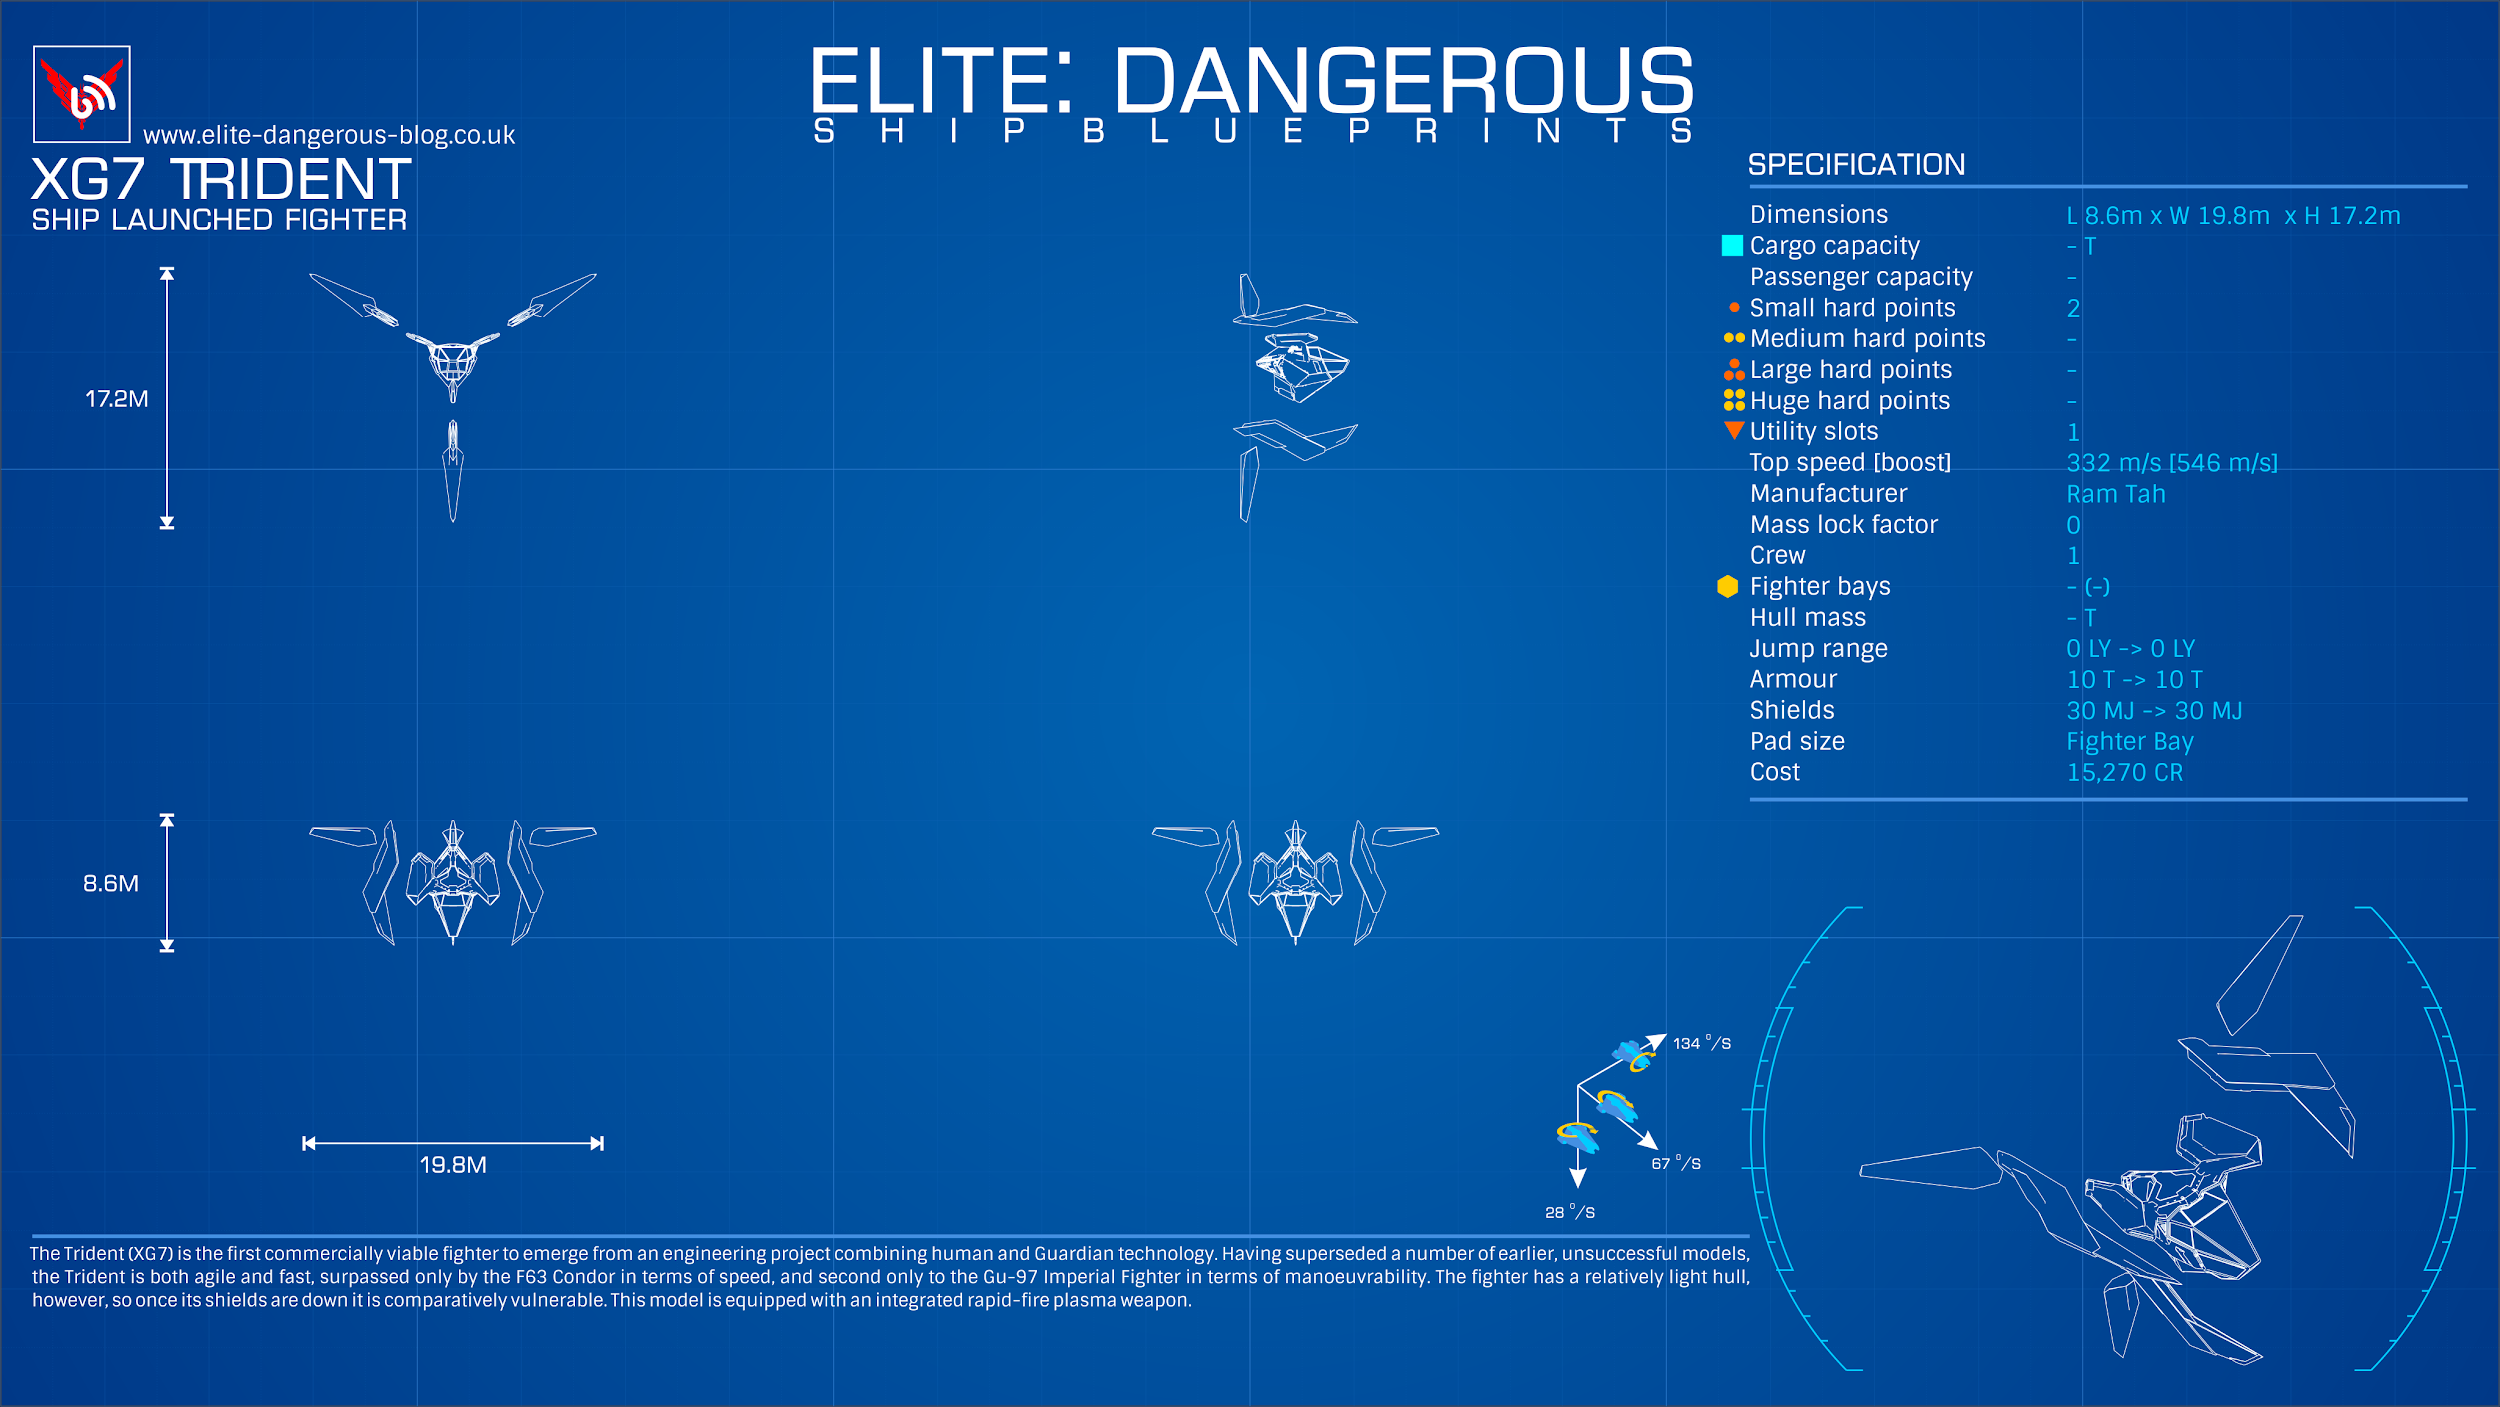 ELITE: DANGEROUS
SHIP BLUEPRINTS
www.elite-dangerous-blog.co.uk
XG7 TRIDENT
SHIP LAUNCHED FIGHTER
17.2M
8.6M
19.8M
SPECIFICATION
Dimensions L 8.6m x W 19.8m x H 17.2m
Cargo capacity - T
Passenger capacity -
Small hard points 2
Medium hard points -
Large hard points -
Huge hard points -
Utility slots 1
Top speed [boost] 332 m/s [546 m/s]
Manufacturer Ram Tah
Mass lock factor 0
Crew 1
Fighter bays - (-)
Hull mass - T
Jump range 0 LY -> 0 LY
Armour 10 T -> 10 T
Shields 30 MJ -> 30 MJ
Pad size Fighter Bay
Cost 15,270 CR
134 °/S
67 °/S
28 °/S
The Trident (XG7) is the first commercially viable fighter to emerge from an engineering project combining human and Guardian technology. Having superseded a number of earlier, unsuccessful models,
the Trident is both agile and fast, surpassed only by the F63 Condor in terms of speed, and second only to the Gu-97 Imperial Fighter in terms of manoeuvrability. The fighter has a relatively light hull,
however, so once its shields are down it is comparatively vulnerable. This model is equipped with an integrated rapid-fire plasma weapon.